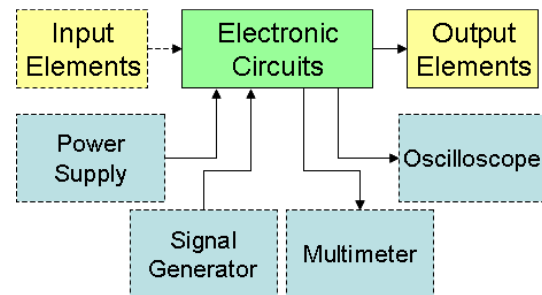 Input
Elements
Electronic
Circuits
Output
Elements
Power
Supply
Oscilloscope
Signal
Generator
Multimeter